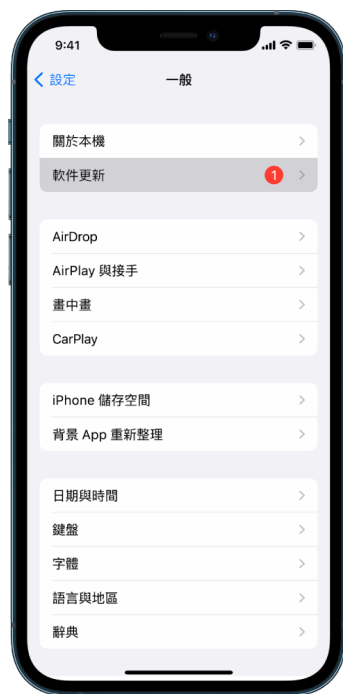 9:41
設定
一般
關於本機
軟件更新
1
AirDrop
AirPlay 與接手
畫中畫
CarPlay
iPhone 儲存空間
背景 App 重新整理
日期與時間
鍵盤
字體
語言與地區
辭典